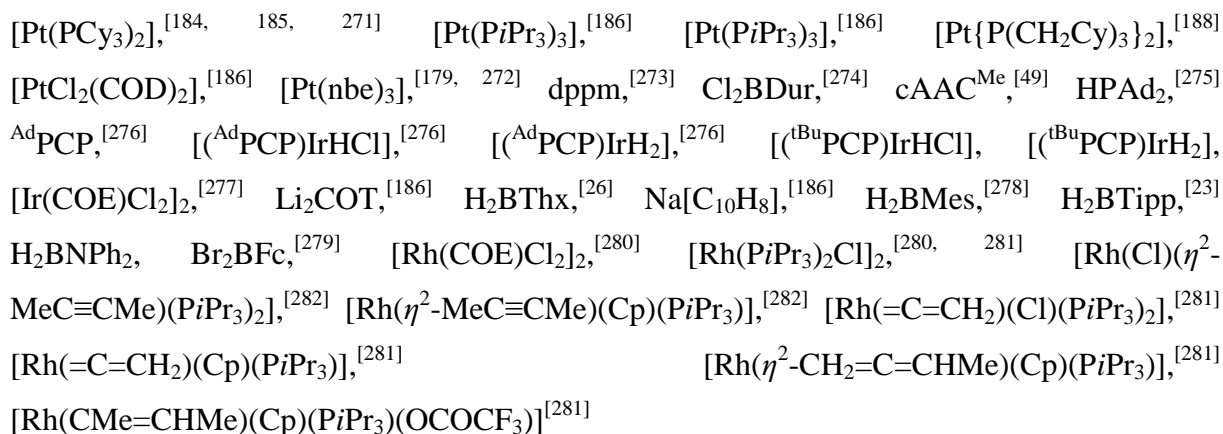 [Pt(PCy₃)₂],[184, 185, 271] [Pt(PiPr₃)₃],[186] [Pt(PiPr₃)₃],[186] [Pt{P(CH₂Cy)₃}₂],[188]
[PtCl₂(COD)₂],[186] [Pt(nbe)₃],[179, 272] dppm,[273] Cl₂BDur,[274] cAACᴹᵉ,[49] HPAd₂,[275]
ᴬᵈPCP,[276] [(ᴬᵈPCP)IrHCl],[276] [(ᴬᵈPCP)IrH₂],[276] [(ᵗᴮᵘPCP)IrHCl], [(ᵗᴮᵘPCP)IrH₂],
[Ir(COE)Cl₂]₂,[277] Li₂COT,[186] H₂BThx,[26] Na[C₁₀H₈],[186] H₂BMes,[278] H₂BTipp,[23]
H₂BNPh₂, Br₂BFc,[279] [Rh(COE)Cl₂]₂,[280] [Rh(PiPr₃)₂Cl]₂,[280, 281] [Rh(Cl)(η²-
MeC≡CMe)(PiPr₃)₂],[282] [Rh(η²-MeC≡CMe)(Cp)(PiPr₃)],[282] [Rh(=C=CH₂)(Cl)(PiPr₃)₂],[281]
[Rh(=C=CH₂)(Cp)(PiPr₃)],[281] [Rh(η²-CH₂=C=CHMe)(Cp)(PiPr₃)],[281]
[Rh(CMe=CHMe)(Cp)(PiPr₃)(OCOCF₃)][281]